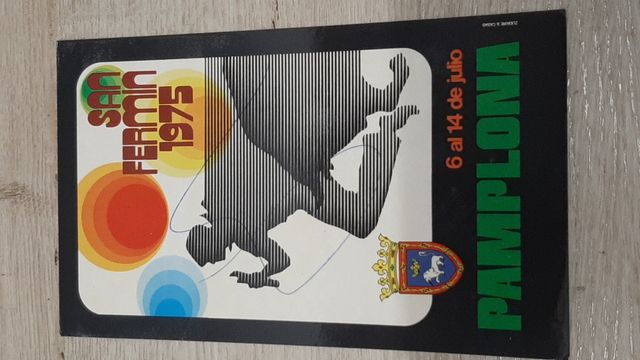 SAN
FERMIN
1975
6 al 14 de julio
PAMPLONA